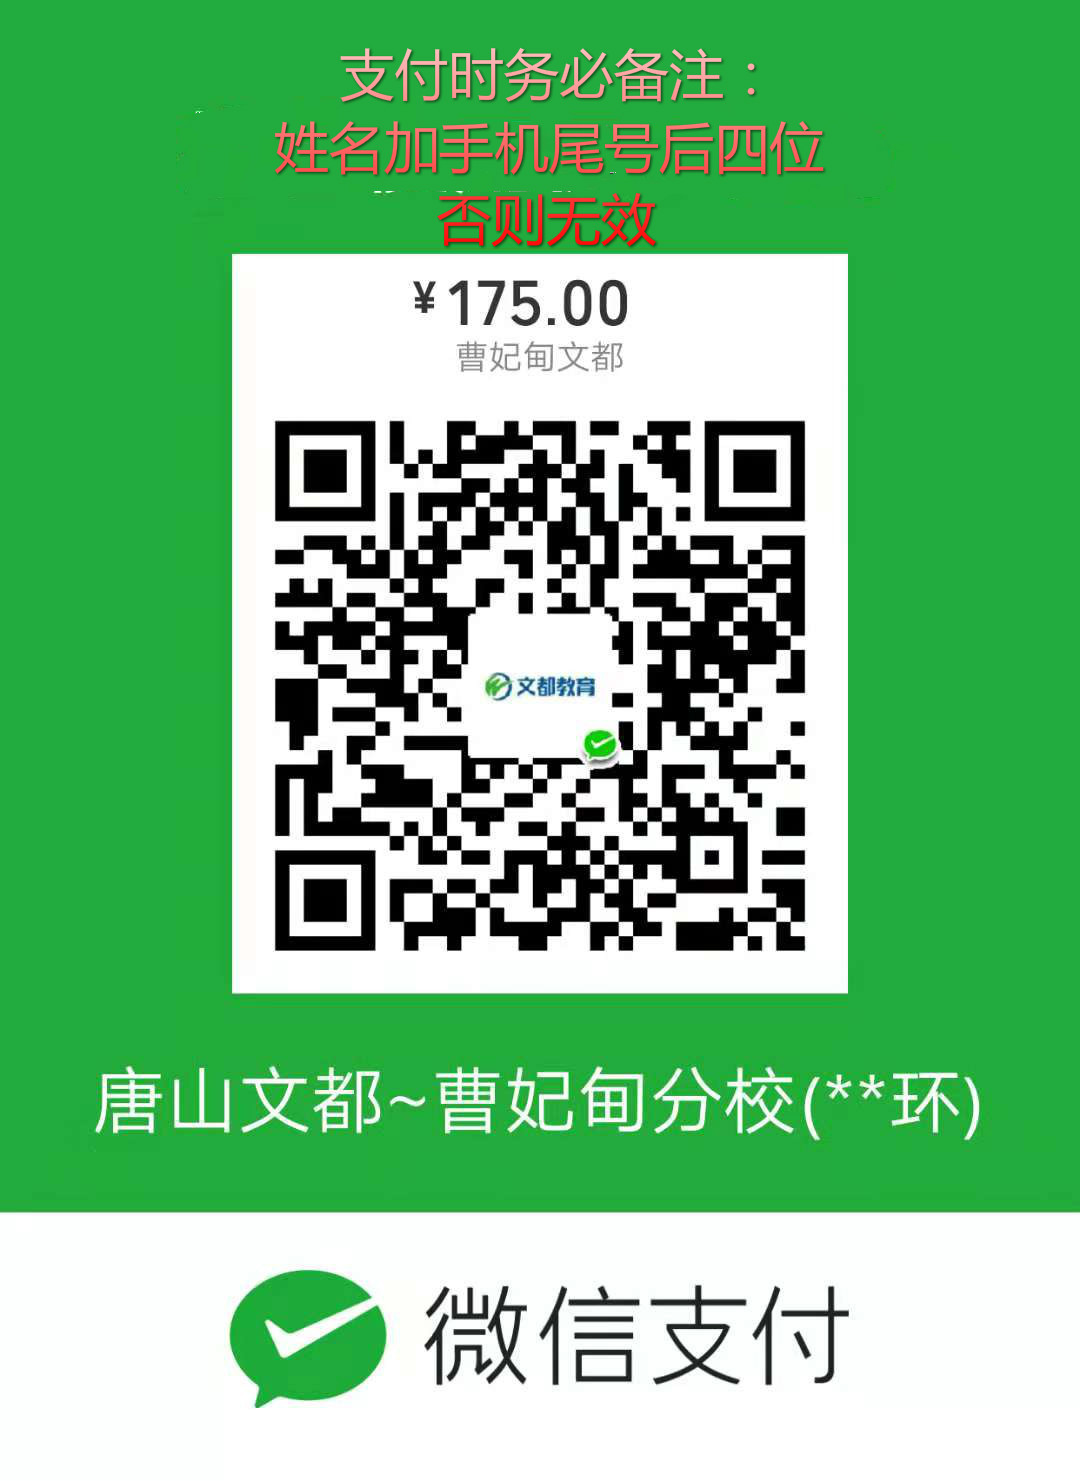 支付时务必备注：
姓名加手机尾号后四位
否则无效
¥175.00
曹妃甸文都
文都教育
唐山文都~曹妃甸分校(**环)
微信支付